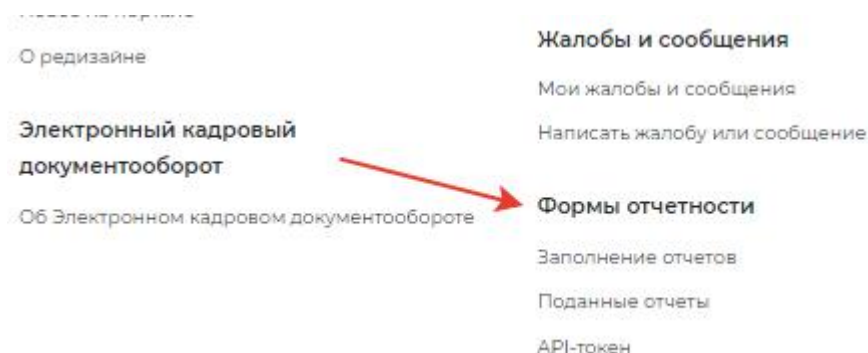 О редизайне
Электронный кадровый
документооборот
Об Электронном кадровом документообороте
Жалобы и сообщения
Мои жалобы и сообщения
Написать жалобу или сообщение
Формы отчетности
Заполнение отчетов
Поданные отчеты
API-токен